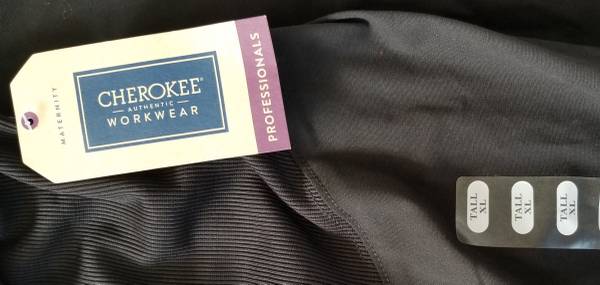 MATERNITY
CHEROKEE®
AUTHENTIC
WORKWEAR
PROFESSIONALS
TALL
XL
TALL
XL
TALL
XL